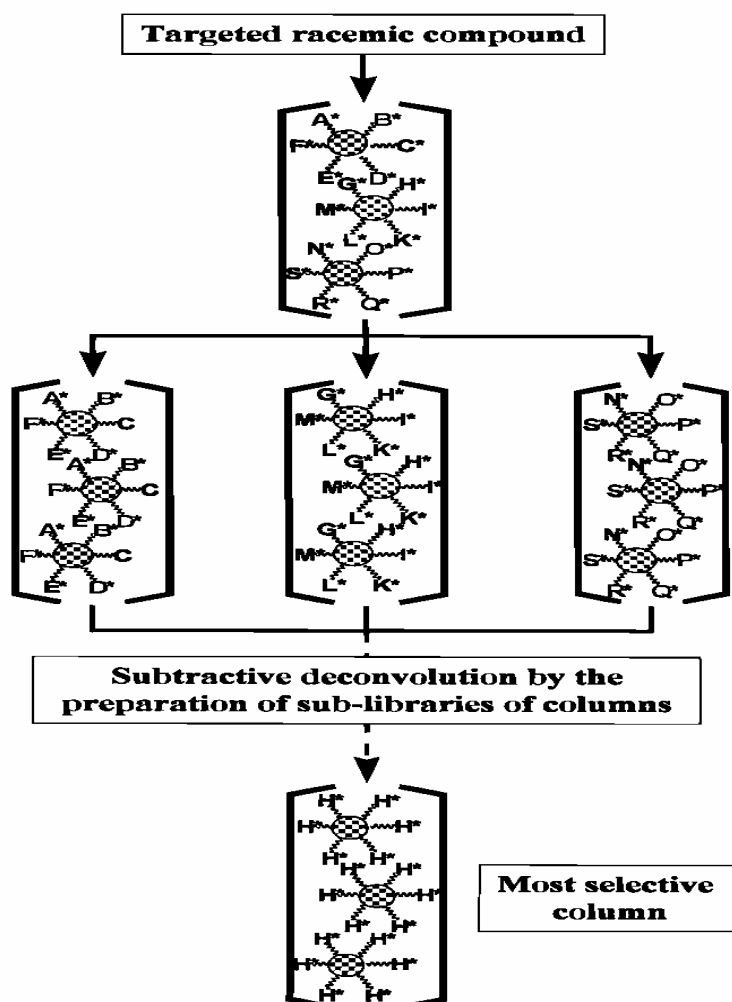 Targeted racemic compound
A* B*
F* C*
E* D*
G* H*
M* I*
L* K*
N* O*
S* P*
R* Q*
A* B*
F* C
E* D*
A* B*
F* C
E* D*
A* B*
F* C
E* D*
G* H*
M* I*
L* K*
G* H*
M* I*
L* K*
G* H*
M* I*
L* K*
N* O*
S* P*
R* Q*
N* O*
S* P*
R* Q*
N* O*
S* P*
R* Q*
Subtractive deconvolution by the
preparation of sub-libraries of columns
H* H*
H* H*
H* H*
H* H*
H* H*
H* H*
H* H*
H* H*
H* H*
Most selective
column